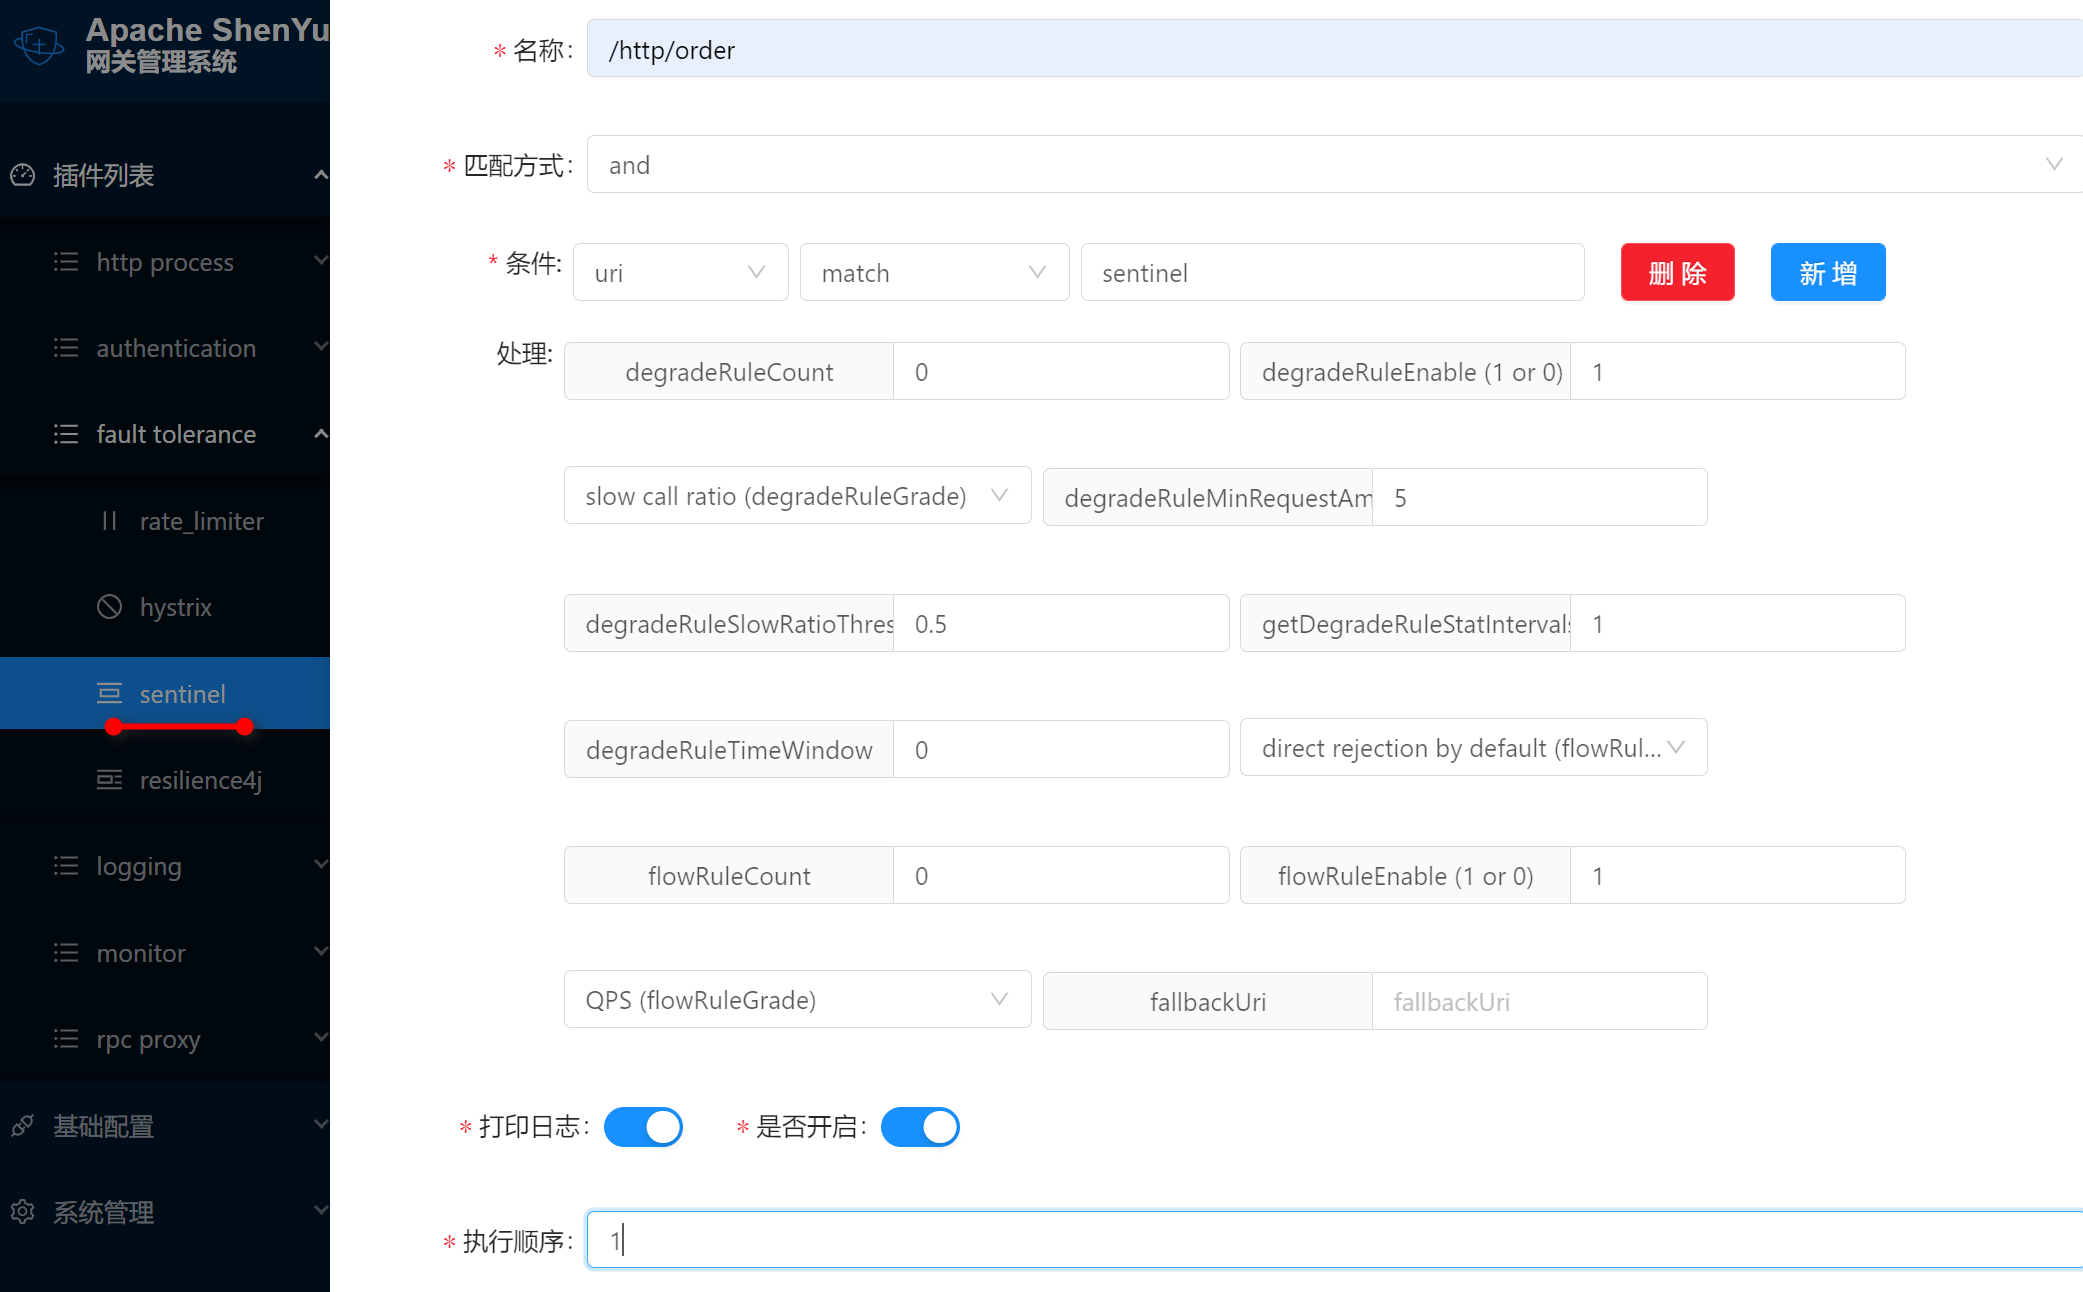 Apache ShenYu
网关管理系统
插件列表
http process
authentication
fault tolerance
rate_limiter
hystrix
sentinel
resilience4j
logging
monitor
rpc proxy
基础配置
系统管理
* 名称: /http/order
* 匹配方式: and
* 条件: uri match sentinel 删 除 新 增
处理: degradeRuleCount 0 degradeRuleEnable (1 or 0) 1
slow call ratio (degradeRuleGrade) degradeRuleMinRequestAm 5
degradeRuleSlowRatioThres 0.5 getDegradeRuleStatIntervals 1
degradeRuleTimeWindow 0 direct rejection by default (flowRul...
flowRuleCount 0 flowRuleEnable (1 or 0) 1
QPS (flowRuleGrade) fallbackUri fallbackUri
* 打印日志: * 是否开启:
* 执行顺序: 1